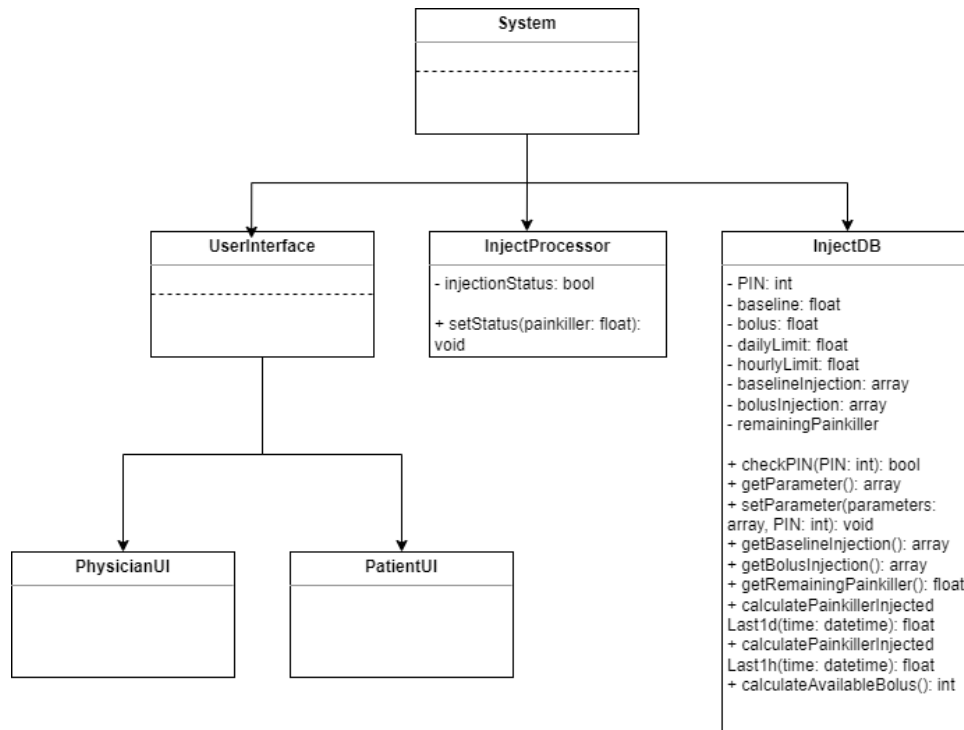 System
UserInterface
InjectProcessor
- injectionStatus: bool
+ setStatus(painkiller: float):
void
InjectDB
- PIN: int
- baseline: float
- bolus: float
- dailyLimit: float
- hourlyLimit: float
- baselineInjection: array
- bolusInjection: array
- remainingPainkiller
+ checkPIN(PIN: int): bool
+ getParameter(): array
+ setParameter(parameters:
array, PIN: int): void
+ getBaselineInjection(): array
+ getBolusInjection(): array
+ getRemainingPainkiller(): float
+ calculatePainkillerInjected
Last1d(time: datetime): float
+ calculatePainkillerInjected
Last1h(time: datetime): float
+ calculateAvailableBolus(): int
PhysicianUI
PatientUI